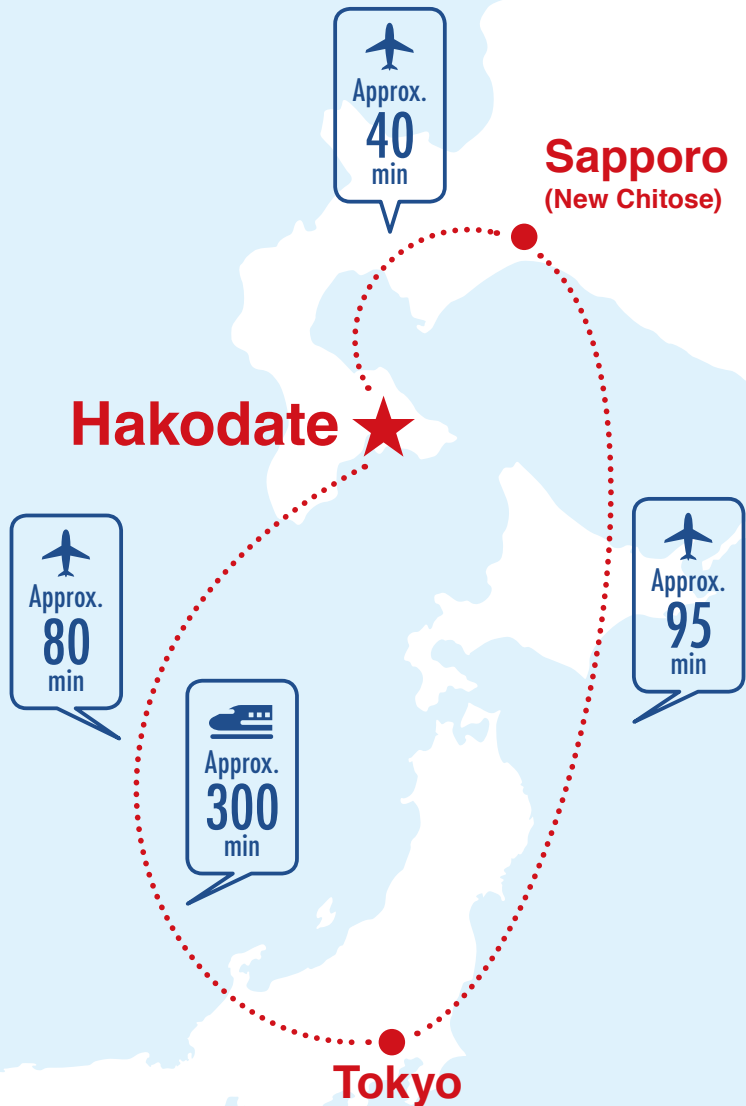 Approx.
40
min
Sapporo
(New Chitose)
Hakodate
Approx.
80
min
Approx.
95
min
Approx.
300
min
Tokyo